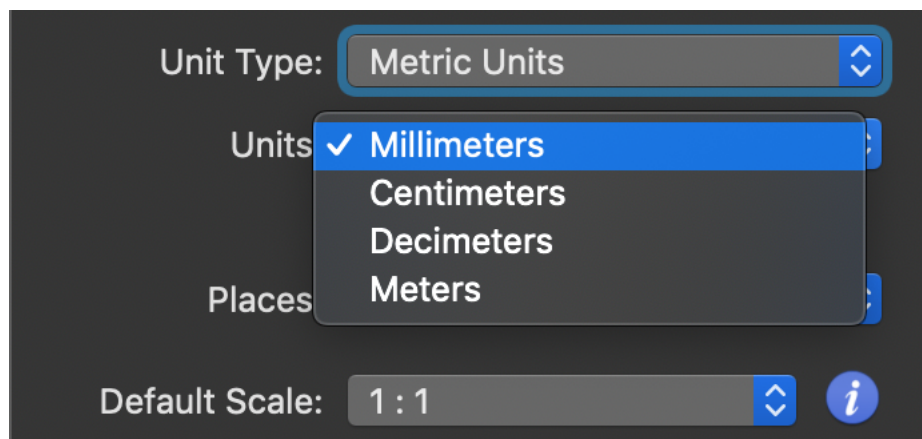 Unit Type: Metric Units
Units ✓ Millimeters
Centimeters
Decimeters
Places Meters
Default Scale: 1 : 1 i